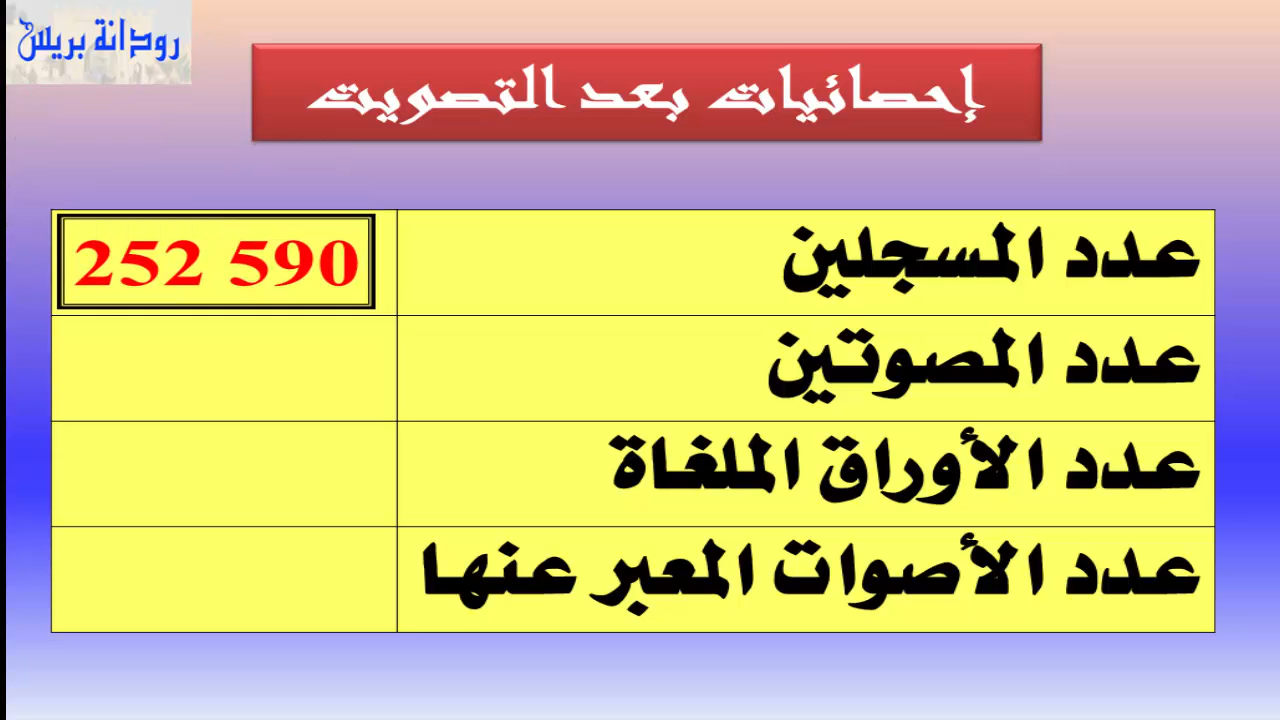 رودانة بريس
إحصائيات بعد التصويت
عدد المسجلين
252 590
عدد المصوتين
عدد الأوراق الملغاة
عدد الأصوات المعبر عنها